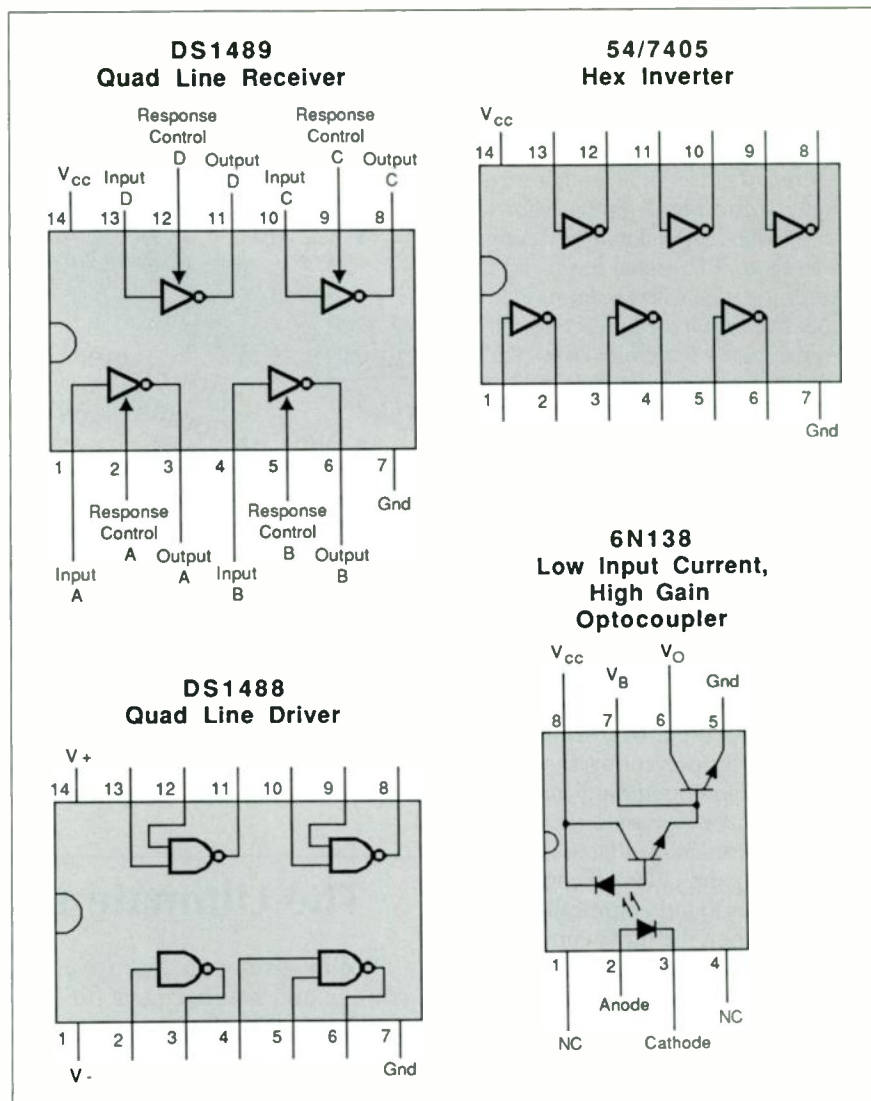 DS1489
Quad Line Receiver
Response
Control
D
Response
Control
C
Vcc
Input
D
Output
D
Input
C
Output
C
14
13
12
11
10
9
8
1
2
3
4
5
6
7
Input
A
Response
Control
A
Output
A
Input
B
Response
Control
B
Output
B
Gnd
54/7405
Hex Inverter
Vcc
14
13
12
11
10
9
8
1
2
3
4
5
6
7
Gnd
DS1488
Quad Line Driver
V+
14
13
12
11
10
9
8
1
2
3
4
5
6
7
V-
Gnd
6N138
Low Input Current,
High Gain
Optocoupler
Vcc
VB
VO
Gnd
8
7
6
5
1
2
3
4
NC
Anode
Cathode
NC